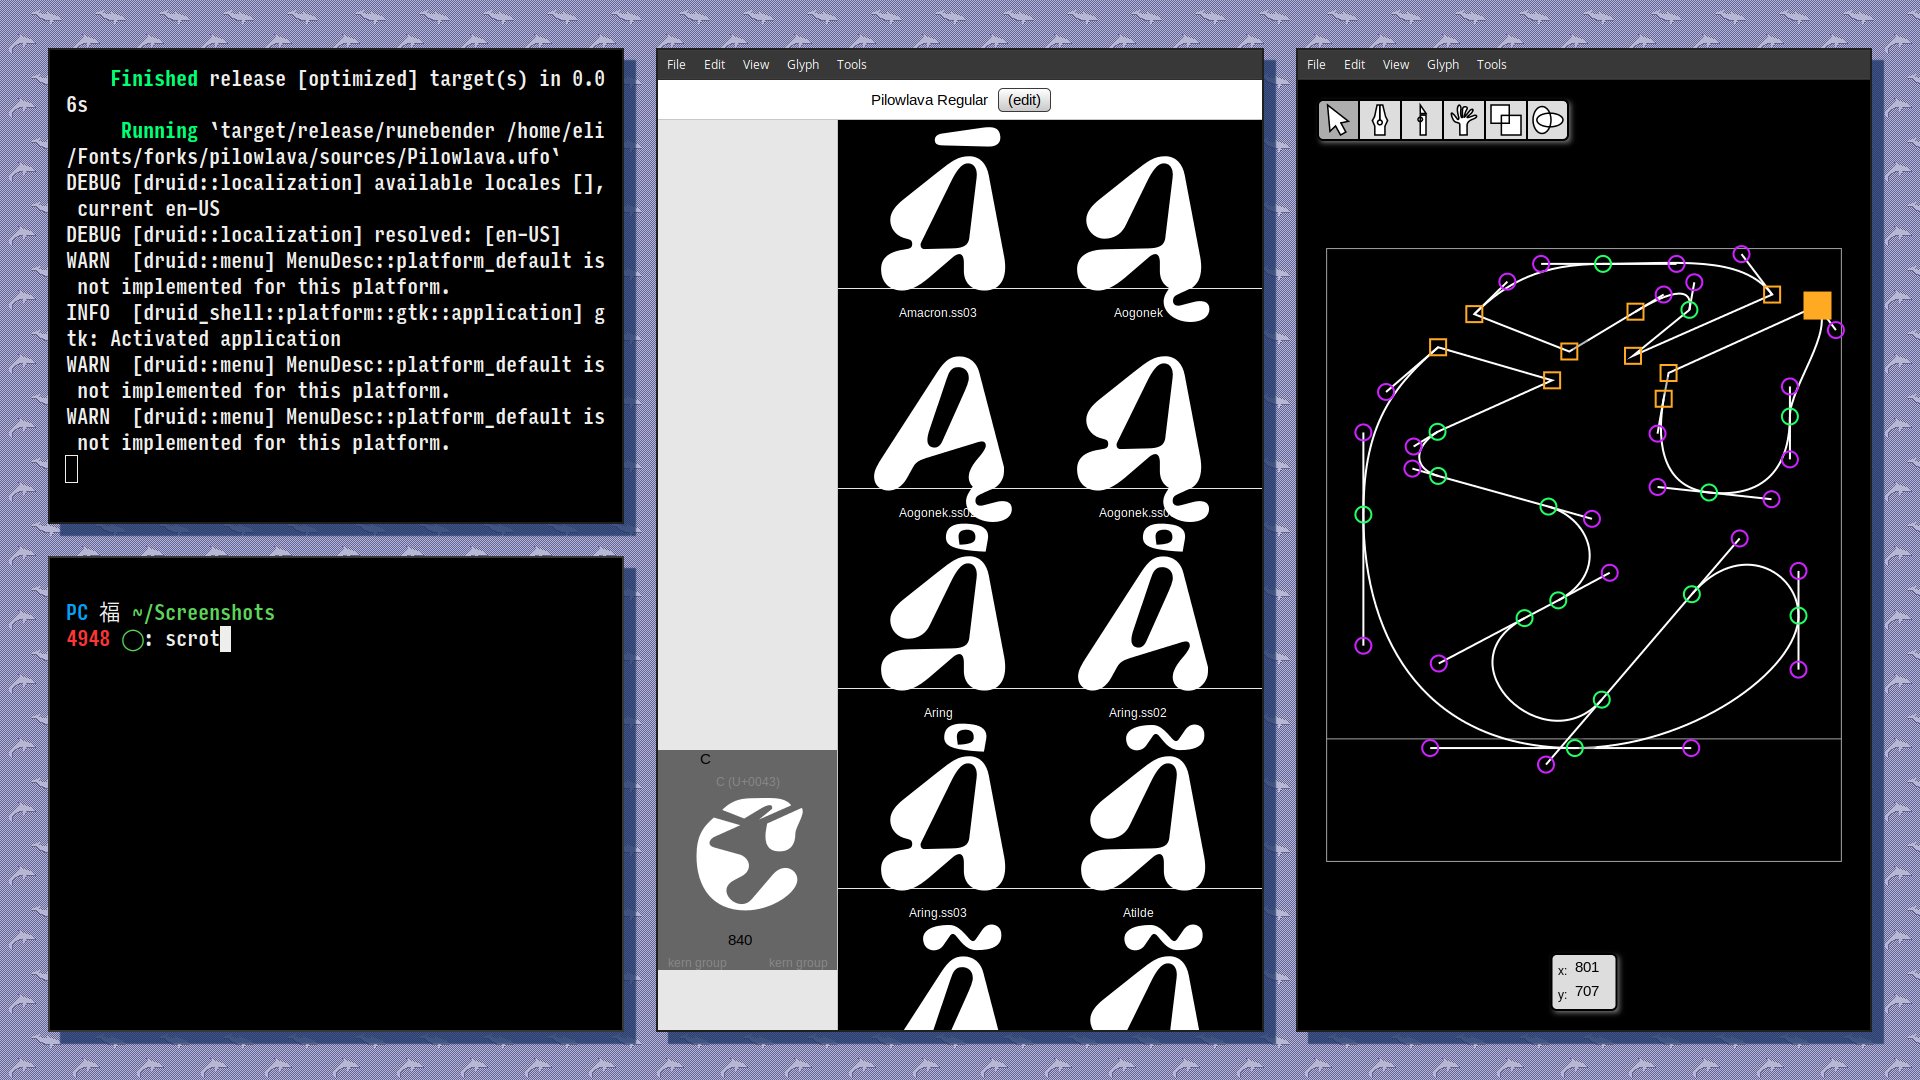 Finished release [optimized] target(s) in 0.0
6s
Running `target/release/runebender /home/eli
/Fonts/forks/pilowlava/sources/Pilowlava.ufo`
DEBUG [druid::localization] available locales [],
current en-US
DEBUG [druid::localization] resolved: [en-US]
WARN  [druid::menu] MenuDesc::platform_default is
not implemented for this platform.
INFO  [druid_shell::platform::gtk::application] g
tk: Activated application
WARN  [druid::menu] MenuDesc::platform_default is
not implemented for this platform.
WARN  [druid::menu] MenuDesc::platform_default is
not implemented for this platform.
PC 福 ~/Screenshots
4948 ◯: scrot
File Edit View Glyph Tools
Pilowlava Regular (edit)
C
C (U+0043)
840
kern group kern group
Ā Ą
Amacron.ss03 Aogonek
Ą Ą
Aogonek.ss0 Aogonek.ss0
Å Å
Aring Aring.ss02
Å Ã
Aring.ss03 Atilde
Ã Ã
File Edit View Glyph Tools
x: 801
y: 707